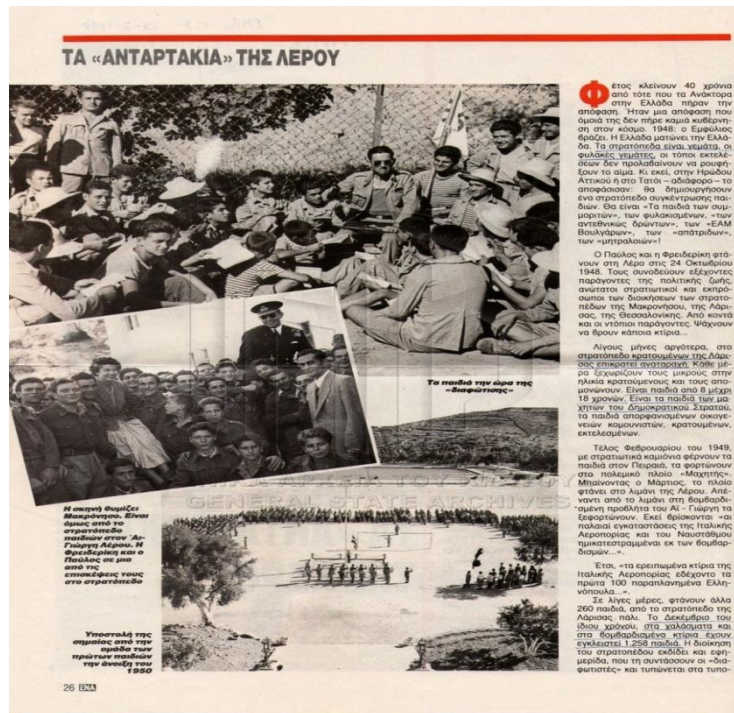 ΤΑ «ΑΝΤΑΡΤΑΚΙΑ» ΤΗΣ ΛΕΡΟΥ
Φέτος κλείνουν 40 χρόνια
από τότε που τα Ανάκτορα
στην Ελλάδα πήραν την
απόφαση. Ήταν μια απόφαση που
όμοιά της δεν πήρε καμιά κυβέρνη-
ση στον κόσμο. 1948: ο Εμφύλιος
βράζει. Η Ελλάδα ματώνει την Ελλά-
δα. Τα στρατόπεδα είναι γεμάτα, οι
φυλακές γεμάτες, οι τόποι εκτελέ-
σεων δεν προλαβαίνουν να ρουφή-
ξουν το αίμα. Κι εκεί, στην Ηρώδου
Αττικού ή στο Τατόι – αδιάφορο – το
αποφάσισαν: θα δημιουργήσουν
ένα στρατόπεδο συγκέντρωσης παι-
διών. Θα είναι «Τα παιδιά των συμ-
μοριτών», των φυλακισμένων, «των
αντεθνικώς δρώντων», των «ΕΑΜ
Βουλγάρων», των «απάτριδων»,
των «μητραλοιών»!
Ο Παύλος και η Φρειδερίκη φτά-
νουν στη Λέρο στις 24 Οκτωβρίου
1948. Τους συνοδεύουν εξέχοντες
παράγοντες της πολιτικής ζωής,
ανώτατοι στρατιωτικοί και εκπρό-
σωποι των διοικήσεων των στρατο-
πέδων της Μακρονήσου, της Λάρι-
σας, της Θεσσαλονίκης. Από κοντά
και οι ντόπιοι παράγοντες. Ψάχνουν
να βρουν κάποια κτίρια...
Λίγους μήνες αργότερα, στο
στρατόπεδο κρατουμένων της Λάρι-
σας επικρατεί αναταραχή. Κάθε μέ-
ρα ξεχωρίζουν τους μικρούς στην
ηλικία κρατούμενους και τους απο-
μονώνουν. Είναι παιδιά από 8 μέχρι
18 χρονών. Είναι τα παιδιά των μα-
χητών του Δημοκρατικού Στρατού,
τα παιδιά απορφανισμένων οικογε-
νειών κομουνιστών, κρατουμένων,
εκτελεσμένων.
Τέλος Φεβρουαρίου του 1949,
με στρατιωτικά καμιόνια φέρνουν τα
παιδιά στον Πειραιά, τα φορτώνουν
στο πολεμικό πλοίο «Μαχητής».
Μπαίνοντας ο Μάρτιος, το πλοίο
φτάνει στο λιμάνι της Λέρου. Απέ-
ναντι από το λιμάνι στη βομβαρδι-
σμένη προβλήτα του Αϊ - Γιώργη τα
ξεφορτώνουν. Εκεί βρίσκονται «αι
παλαιαί εγκαταστάσεις της Ιταλικής
Αεροπορίας και του Ναυστάθμου
ημικατεστραμμέναι εκ των βομβαρ-
δισμών...».
Έτσι, «τα ερειπωμένα κτίρια της
Ιταλικής Αεροπορίας εδέχοντο τα
πρώτα 100 παραπλανημένα Ελλη-
νόπουλα...».
Σε λίγες μέρες, φτάνουν άλλα
260 παιδιά, από το στρατόπεδο της
Λάρισας πάλι. Το Δεκέμβριο του
ίδιου χρόνου, στα χαλάσματα και
στα βομβαρδισμένα κτίρια έχουν
εγκλειστεί 1.258 παιδιά. Η διοίκηση
του στρατοπέδου εκδίδει και εφη-
μερίδα, που τη συντάσσουν οι «δια-
φωτιστές» και τυπώνεται στα τυπο-
Τα παιδιά την ώρα της
«διαφώτισης»
Η σκηνή θυμίζει
Μακρόνησο. Είναι
όμως από το
στρατόπεδο
παιδιών στον Άι-
Γιώργη Λέρου. Η
Φρειδερίκη και ο
Παύλος σε μια
από τις
επισκέψεις τους
στο στρατόπεδο
Υποστολή της
σημαίας από την
ομάδα των
πρώτων παιδιών
την άνοιξη του
1950
GENERAL STATE ARCHIVES
26 ΕΝΑ